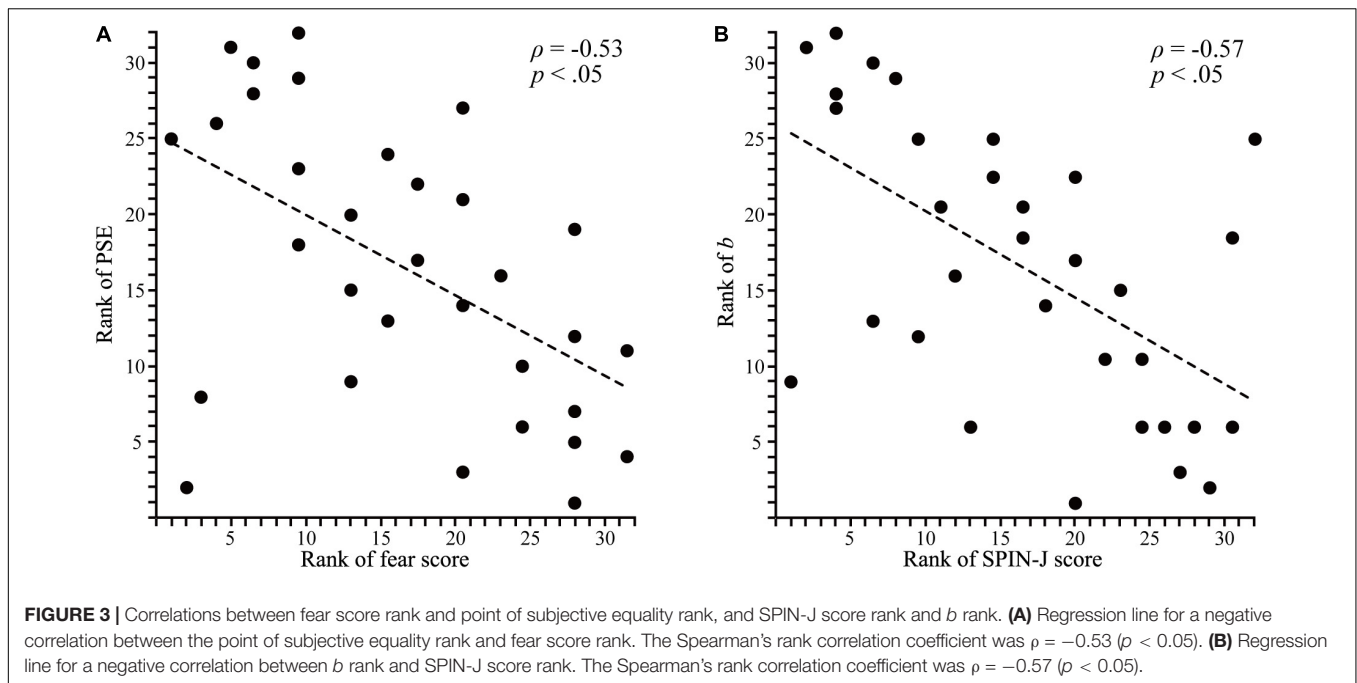 A
ρ = -0.53
p < .05
30
25
20
15
10
5
Rank of PSE
5 10 15 20 25 30
Rank of fear score
B
ρ = -0.57
p < .05
30
25
20
15
10
5
Rank of b
5 10 15 20 25 30
Rank of SPIN-J score
FIGURE 3 | Correlations between fear score rank and point of subjective equality rank, and SPIN-J score rank and b rank. (A) Regression line for a negative
correlation between the point of subjective equality rank and fear score rank. The Spearman's rank correlation coefficient was ρ = −0.53 (p < 0.05). (B) Regression
line for a negative correlation between b rank and SPIN-J score rank. The Spearman's rank correlation coefficient was ρ = −0.57 (p < 0.05).